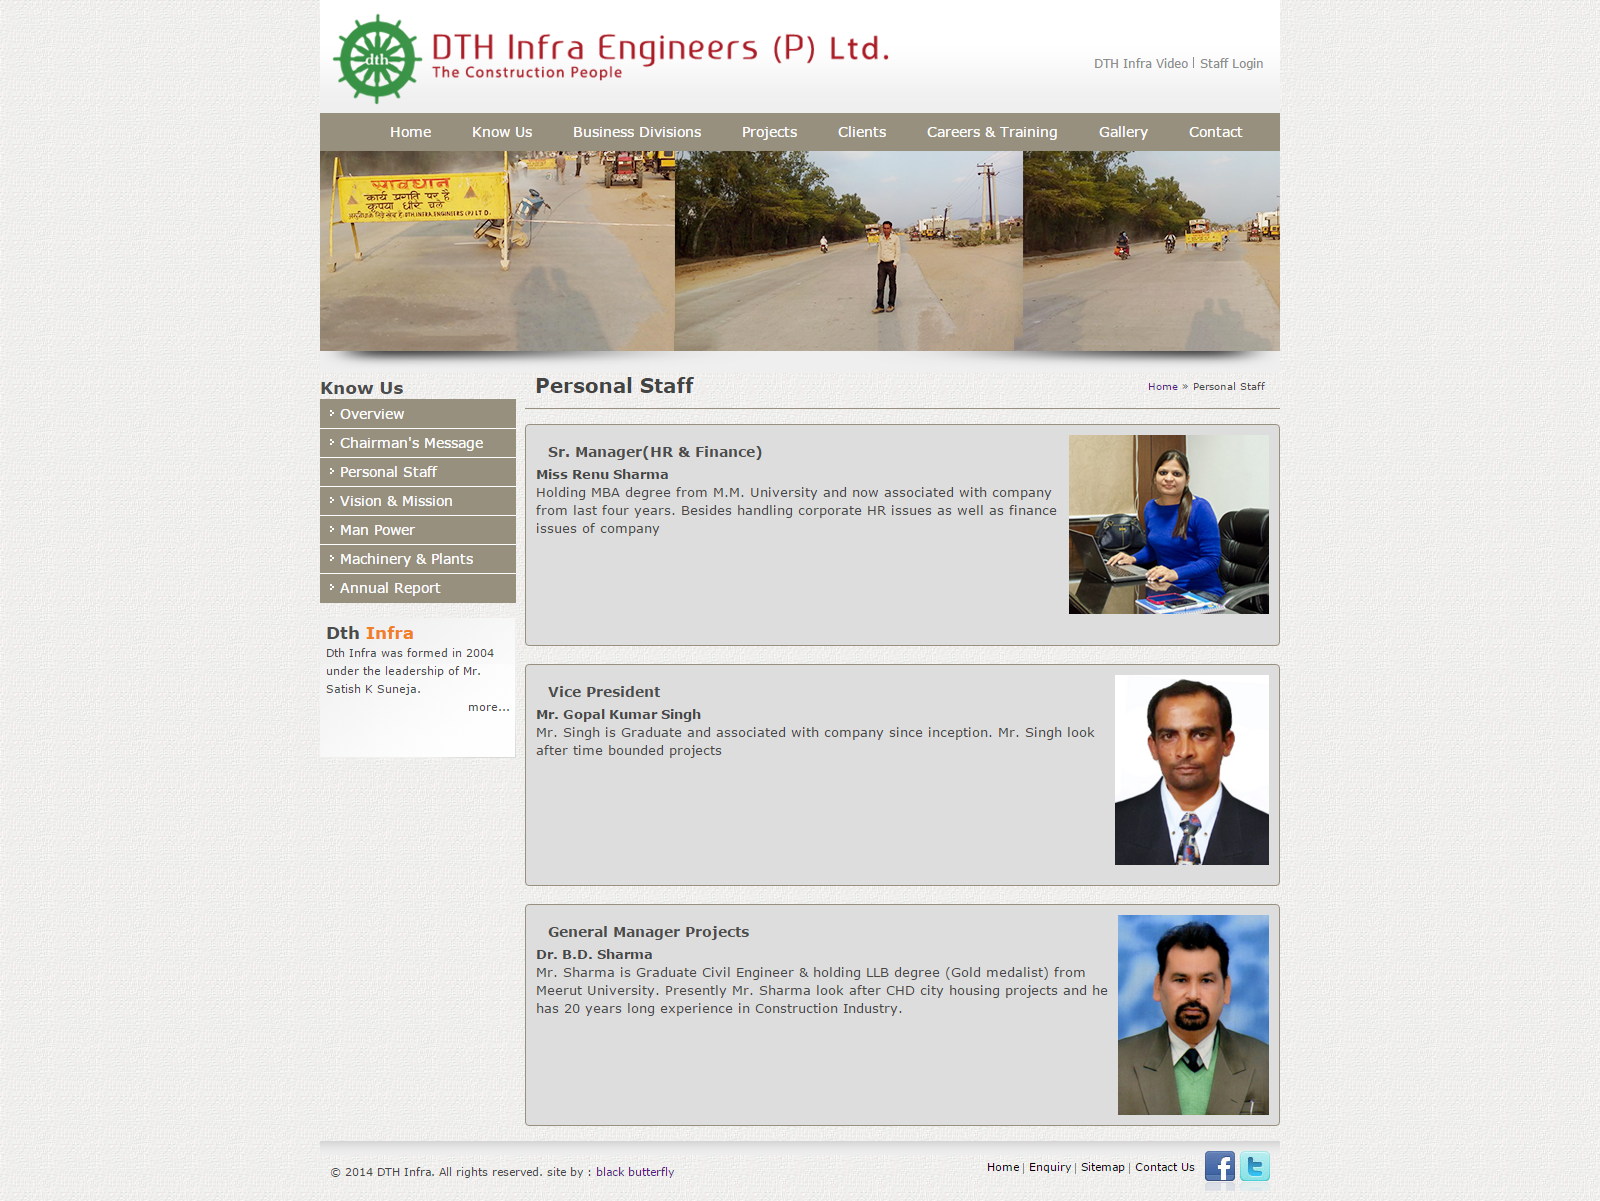 dth
DTH Infra Engineers (P) Ltd.
The Construction People
DTH Infra Video | Staff Login
Home Know Us Business Divisions Projects Clients Careers & Training Gallery Contact
सावधान
कार्य प्रगति पर है
कृपया धीरे चले
DTH.INFRA.ENGINEERS (P) LTD.
Know Us
Overview
Chairman's Message
Personal Staff
Vision & Mission
Man Power
Machinery & Plants
Annual Report
Dth Infra
Dth Infra was formed in 2004
under the leadership of Mr.
Satish K Suneja.
more...
Personal Staff
Home » Personal Staff
Sr. Manager(HR & Finance)
Miss Renu Sharma
Holding MBA degree from M.M. University and now associated with company
from last four years. Besides handling corporate HR issues as well as finance
issues of company
Vice President
Mr. Gopal Kumar Singh
Mr. Singh is Graduate and associated with company since inception. Mr. Singh look
after time bounded projects
General Manager Projects
Dr. B.D. Sharma
Mr. Sharma is Graduate Civil Engineer & holding LLB degree (Gold medalist) from
Meerut University. Presently Mr. Sharma look after CHD city housing projects and he
has 20 years long experience in Construction Industry.
© 2014 DTH Infra. All rights reserved. site by : black butterfly
Home | Enquiry | Sitemap | Contact Us